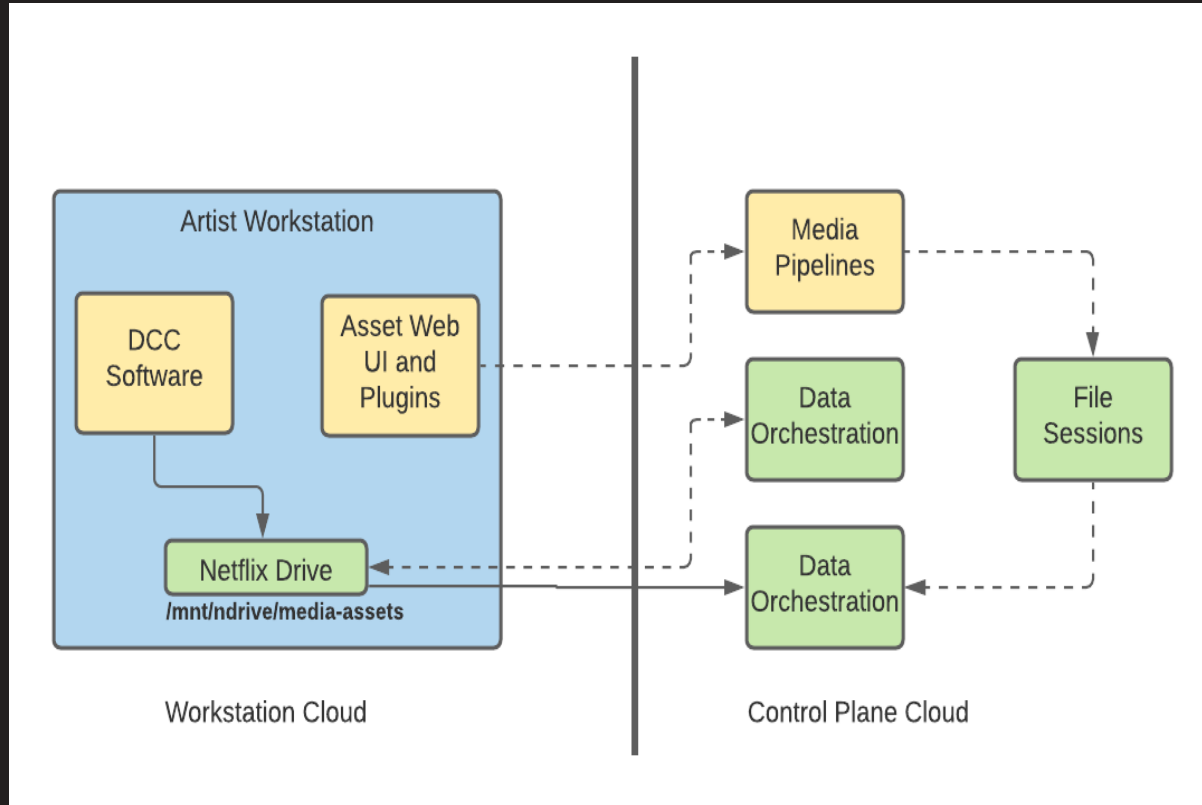 Artist Workstation
DCC
Software
Asset Web
UI and
Plugins
Netflix Drive
/mnt/ndrive/media-assets
Workstation Cloud
Media
Pipelines
Data
Orchestration
File
Sessions
Data
Orchestration
Control Plane Cloud